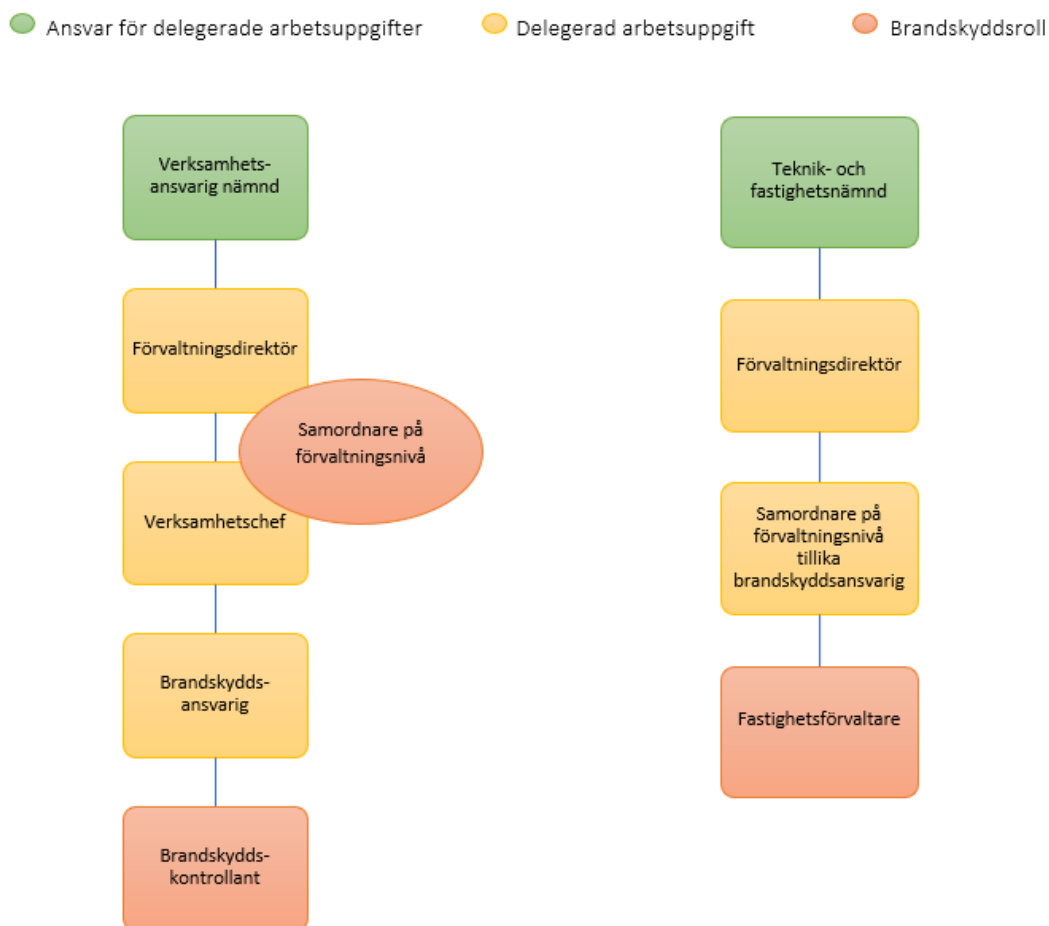 Ansvar för delegerade arbetsuppgifter
Delegerad arbetsuppgift
Brandskyddsroll
Verksamhets-
ansvarig nämnd
Förvaltningsdirektör
Samordnare på
förvaltningsnivå
Verksamhetschef
Brandskydds-
ansvarig
Brandskydds-
kontrollant
Teknik- och
fastighetsnämnd
Förvaltningsdirektör
Samordnare på
förvaltningsnivå
tillika
brandskyddsansvarig
Fastighetsförvaltare